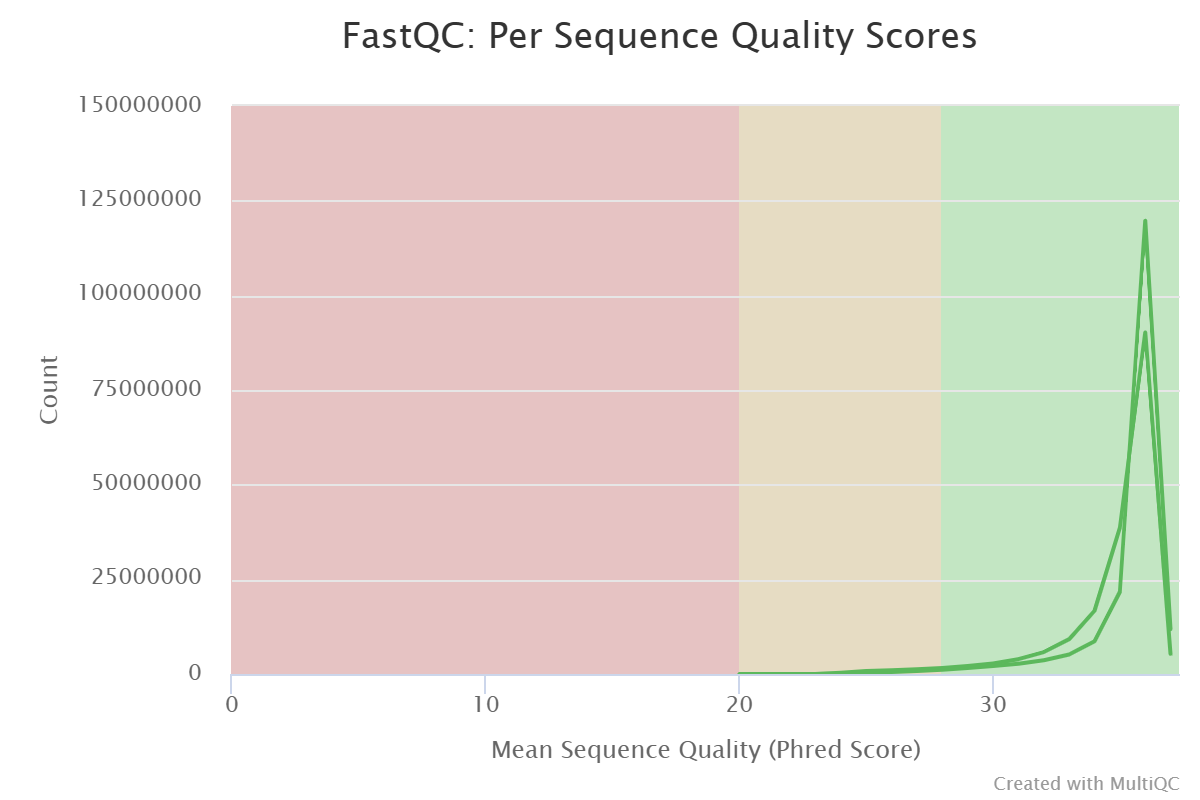 FastQC: Per Sequence Quality Scores
150000000
125000000
100000000
75000000
50000000
25000000
0
Count
0 10 20 30
Mean Sequence Quality (Phred Score)
Created with MultiQC